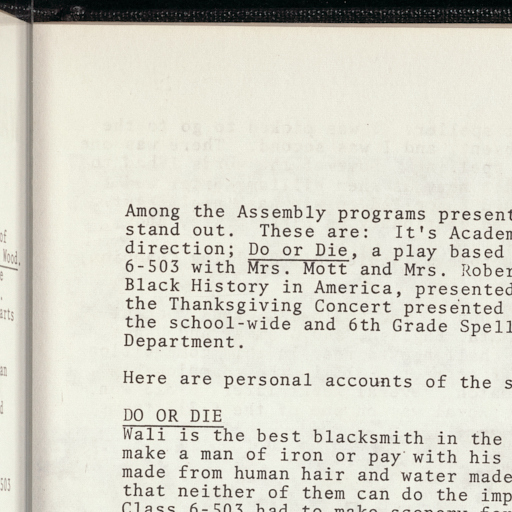 of
Wood.
e
.
arts
an
d
503
Among the Assembly programs present
stand out.  These are:  It's Academ
direction; Do or Die, a play based
6-503 with Mrs. Mott and Mrs. Rober
Black History in America, presented
the Thanksgiving Concert presented
the school-wide and 6th Grade Spell
Department.
Here are personal accounts of the s
DO OR DIE
Wali is the best blacksmith in the
make a man of iron or pay with his
made from human hair and water made
that neither of them can do the imp
Class 6-503 had to make scenery for